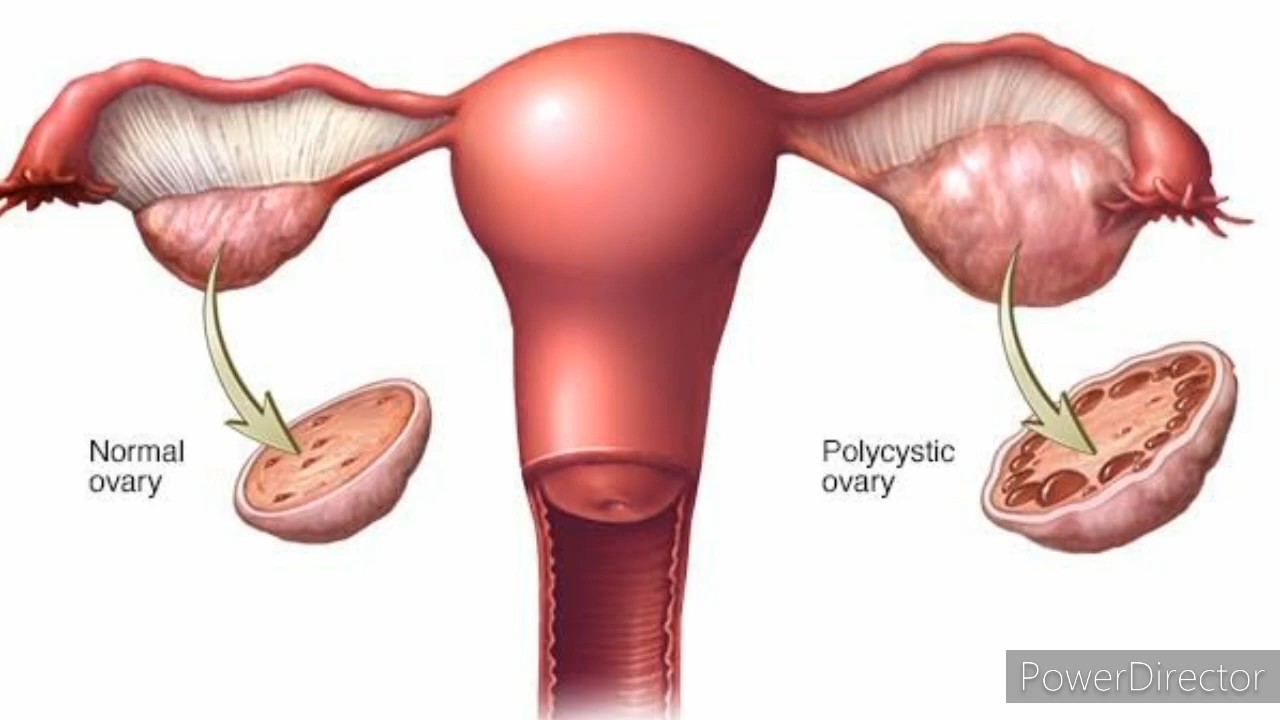 Normal
ovary
Polycystic
ovary
PowerDirector